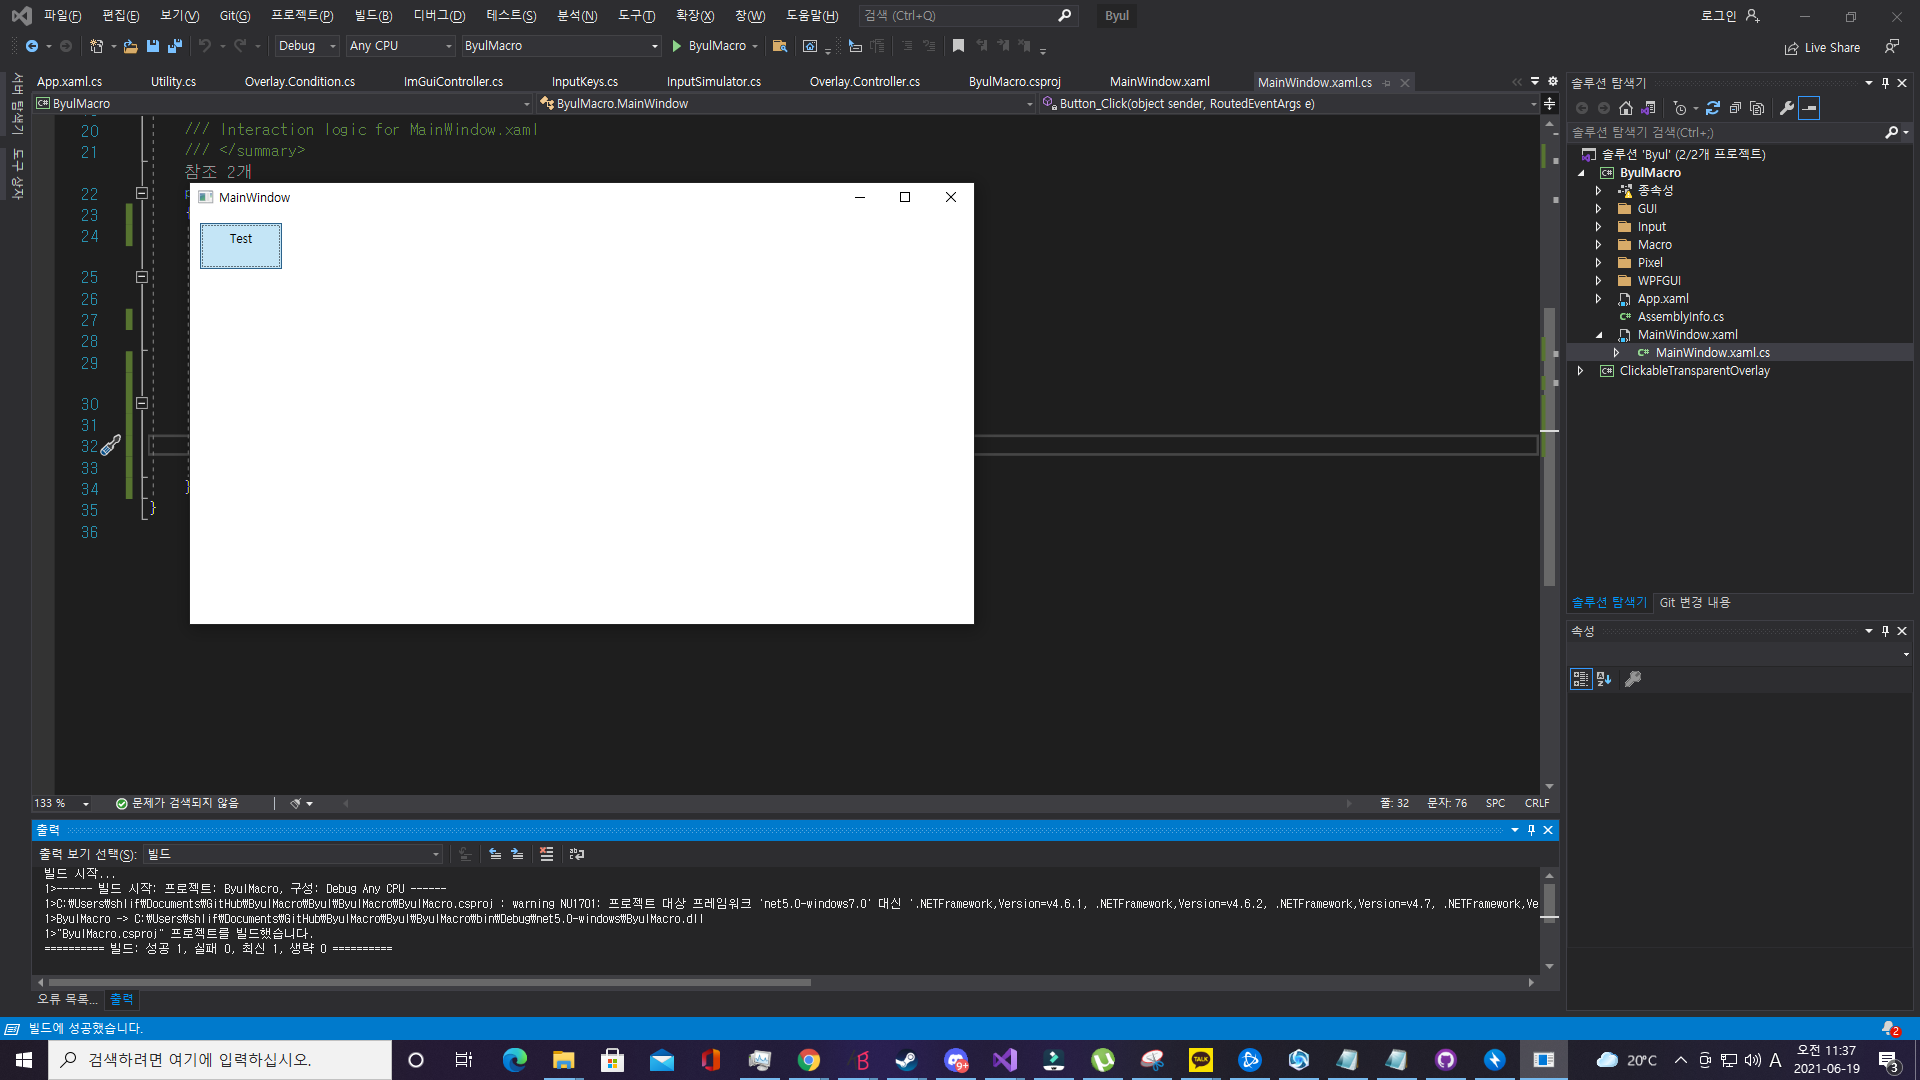 파일(F) 편집(E) 보기(V) Git(G) 프로젝트(P) 빌드(B) 디버그(D) 테스트(S) 분석(N) 도구(T) 확장(X) 창(W) 도움말(H) 검색 (Ctrl+Q) Byul 로그인
Debug Any CPU ByulMacro ByulMacro Live Share
서버 탐색기
도구 상자
App.xaml.cs Utility.cs Overlay.Condition.cs ImGuiController.cs InputKeys.cs InputSimulator.cs Overlay.Controller.cs ByulMacro.csproj MainWindow.xaml MainWindow.xaml.cs
ByulMacro ByulMacro.MainWindow Button_Click(object sender, RoutedEventArgs e)
20 /// Interaction logic for MainWindow.xaml
21 /// </summary>
참조 2개
22
23
24
25
26
27
28
29
30
31
32
33
34 }
35 }
36
MainWindow
Test
133 % 문제가 검색되지 않음 줄: 32 문자: 76 SPC CRLF
출력
출력 보기 선택(S): 빌드
빌드 시작...
1>------ 빌드 시작: 프로젝트: ByulMacro, 구성: Debug Any CPU ------
1>C:₩Users₩shlif₩Documents₩GitHub₩ByulMacro₩Byul₩ByulMacro₩ByulMacro.csproj : warning NU1701: 프로젝트 대상 프레임워크 'net5.0-windows7.0' 대신 '.NETFramework,Version=v4.6.1, .NETFramework,Version=v4.6.2, .NETFramework,Version=v4.7, .NETFramework,Ve
1>ByulMacro -> C:₩Users₩shlif₩Documents₩GitHub₩ByulMacro₩Byul₩ByulMacro₩bin₩Debug₩net5.0-windows₩ByulMacro.dll
1>"ByulMacro.csproj" 프로젝트를 빌드했습니다.
========== 빌드: 성공 1, 실패 0, 최신 1, 생략 0 ==========
오류 목록... 출력
솔루션 탐색기
솔루션 탐색기 검색(Ctrl+;)
솔루션 'Byul' (2/2개 프로젝트)
ByulMacro
종속성
GUI
Input
Macro
Pixel
WPFGUI
App.xaml
AssemblyInfo.cs
MainWindow.xaml
MainWindow.xaml.cs
ClickableTransparentOverlay
솔루션 탐색기 Git 변경 내용
속성
빌드에 성공했습니다. 2
검색하려면 여기에 입력하십시오. 9+ TALK 20°C A 오전 11:37
2021-06-19 3